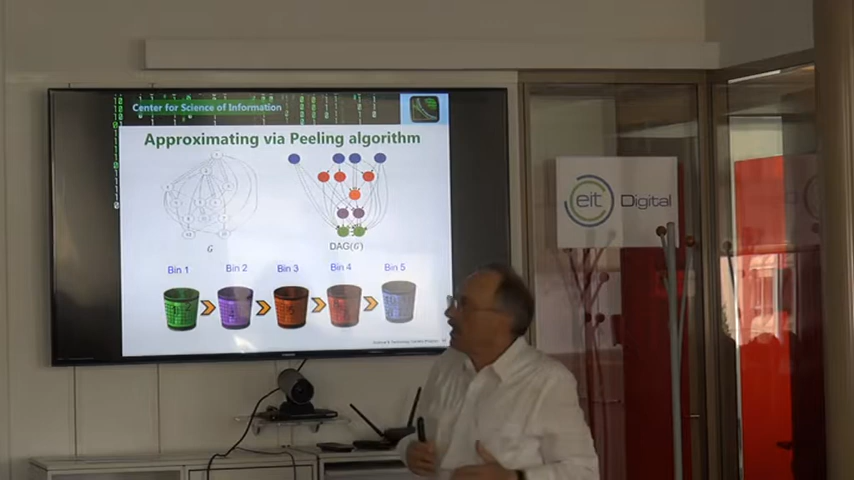 Center for Science of Information
Approximating via Peeling algorithm
G
DAG(G)
Bin 1
Bin 2
Bin 3
Bin 4
Bin 5
eit Digital